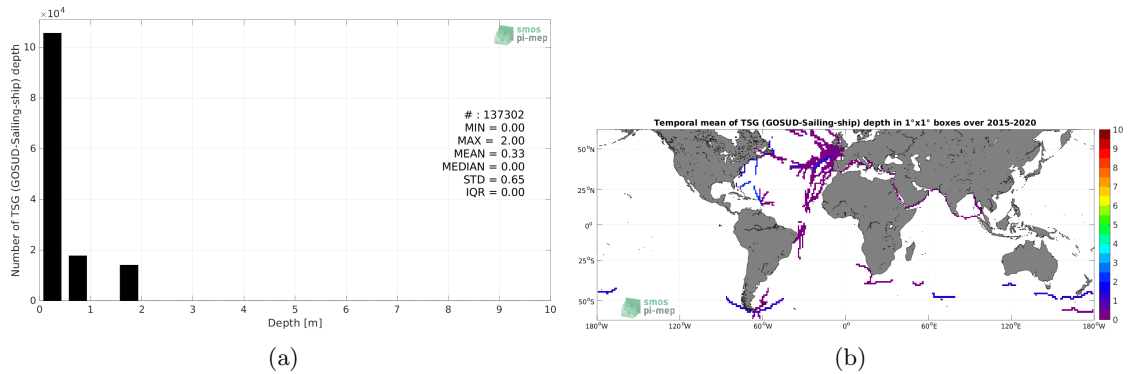 ×10⁴
10
8
6
4
2
0
Number of TSG (GOSUD-Sailing-ship) depth
smos
pi-mep
# : 137302
MIN = 0.00
MAX = 2.00
MEAN = 0.33
MEDIAN = 0.00
STD = 0.65
IQR = 0.00
0 1 2 3 4 5 6 7 8 9 10
Depth [m]
(a)
Temporal mean of TSG (GOSUD-Sailing-ship) depth in 1°x1° boxes over 2015-2020
50°N
25°N
0°
25°S
50°S
smos
pi-mep
180°W 120°W 60°W 0° 60°E 120°E 180°W
10
9
8
7
6
5
4
3
2
1
0
(b)